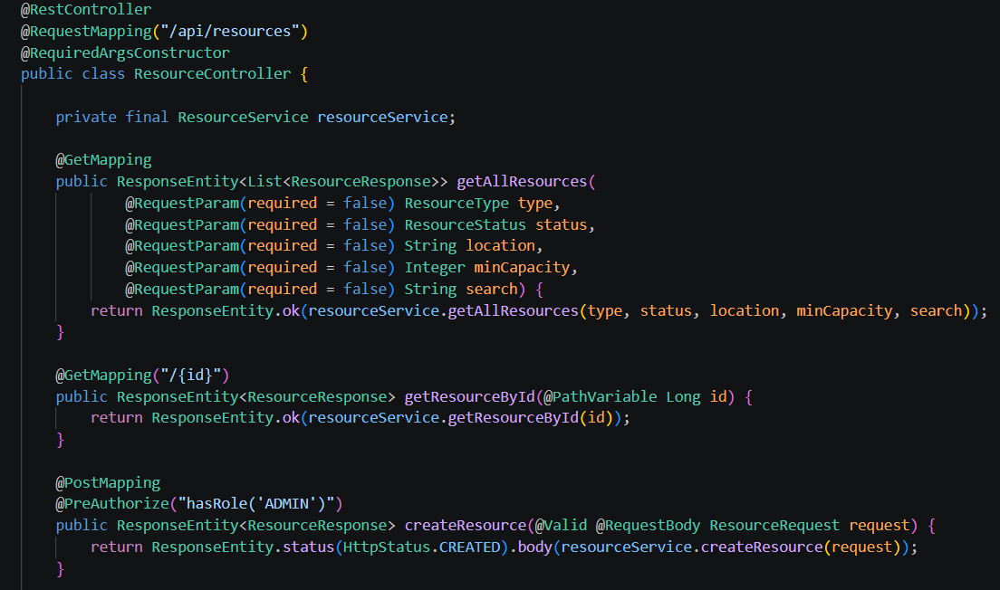 @RestController
@RequestMapping("/api/resources")
@RequiredArgsConstructor
public class ResourceController {
private final ResourceService resourceService;
@GetMapping
public ResponseEntity<List<ResourceResponse>> getAllResources(
@RequestParam(required = false) ResourceType type,
@RequestParam(required = false) ResourceStatus status,
@RequestParam(required = false) String location,
@RequestParam(required = false) Integer minCapacity,
@RequestParam(required = false) String search) {
return ResponseEntity.ok(resourceService.getAllResources(type, status, location, minCapacity, search));
}
@GetMapping("/{id}")
public ResponseEntity<ResourceResponse> getResourceById(@PathVariable Long id) {
return ResponseEntity.ok(resourceService.getResourceById(id));
}
@PostMapping
@PreAuthorize("hasRole('ADMIN')")
public ResponseEntity<ResourceResponse> createResource(@Valid @RequestBody ResourceRequest request) {
return ResponseEntity.status(HttpStatus.CREATED).body(resourceService.createResource(request));
}